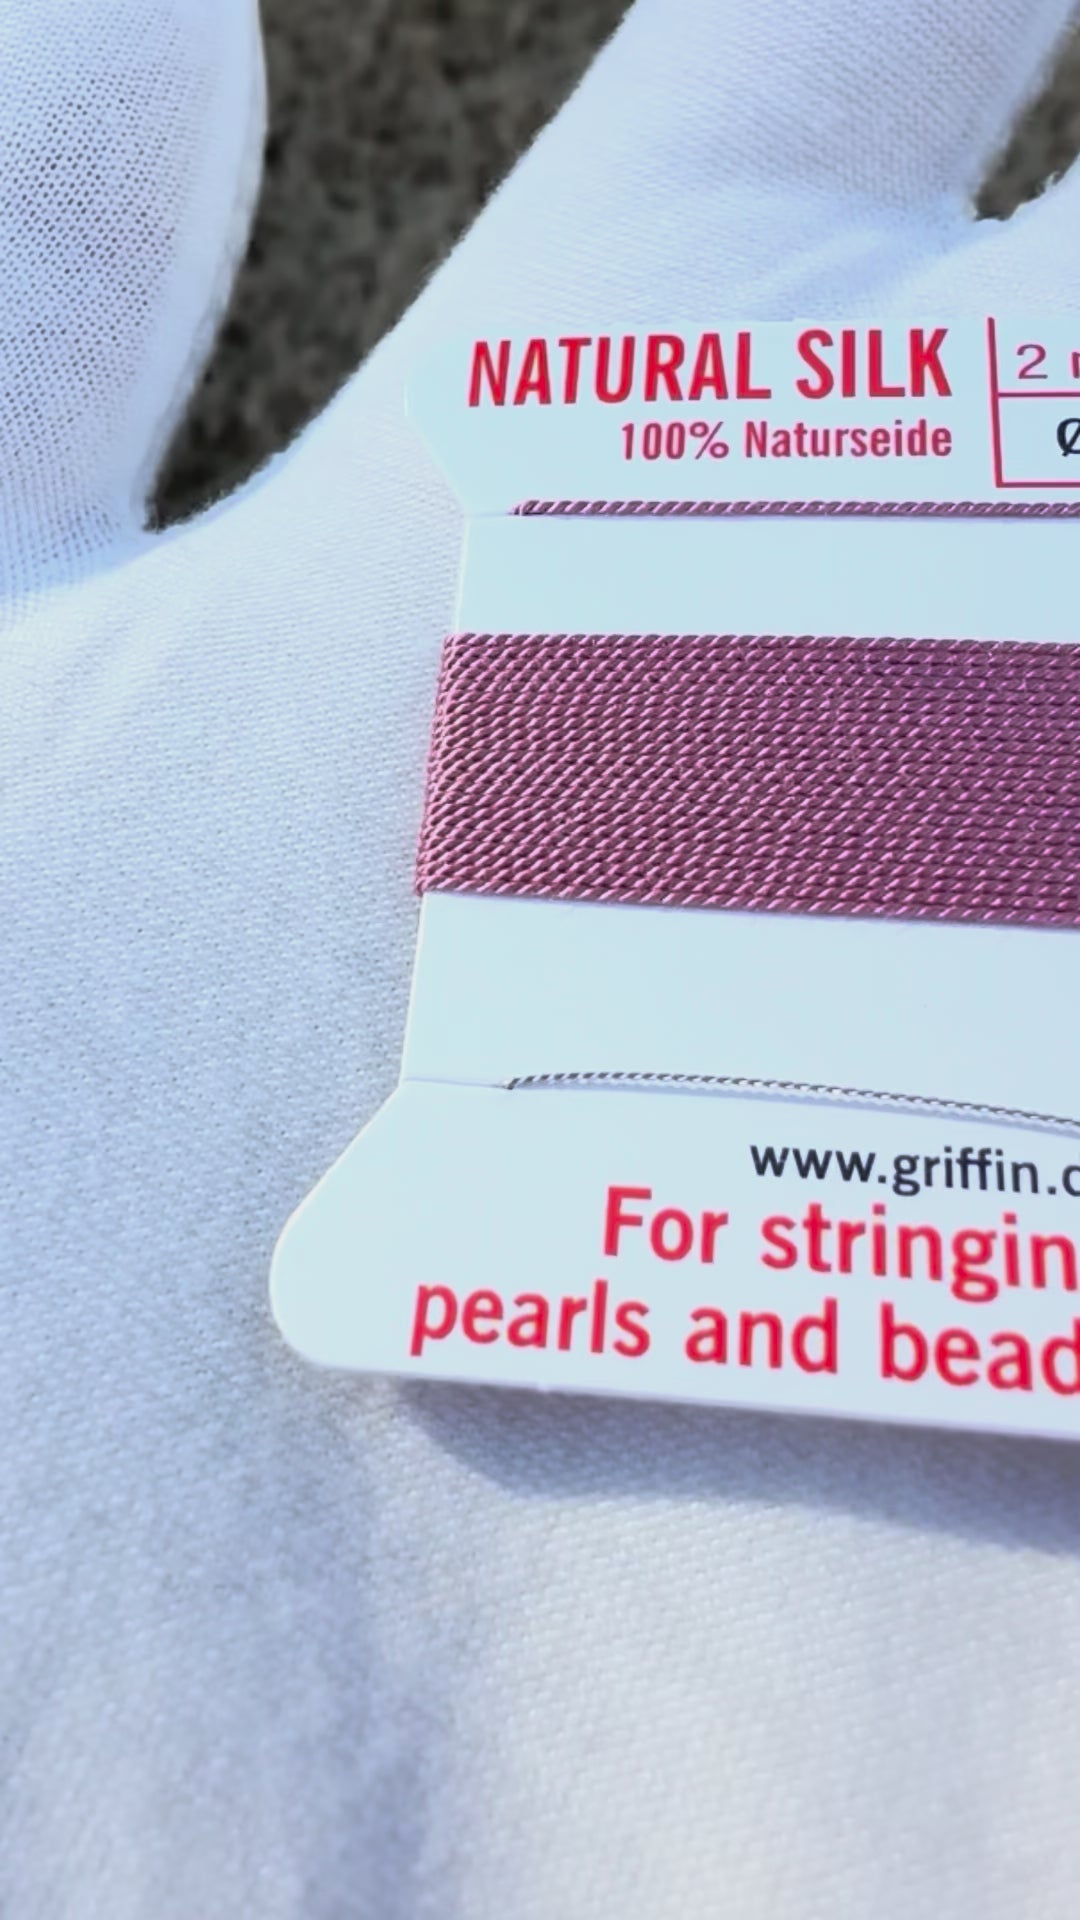 NATURAL SILK
100% Naturseide
2
Ø
www.griffin.
For stringin
pearls and bead